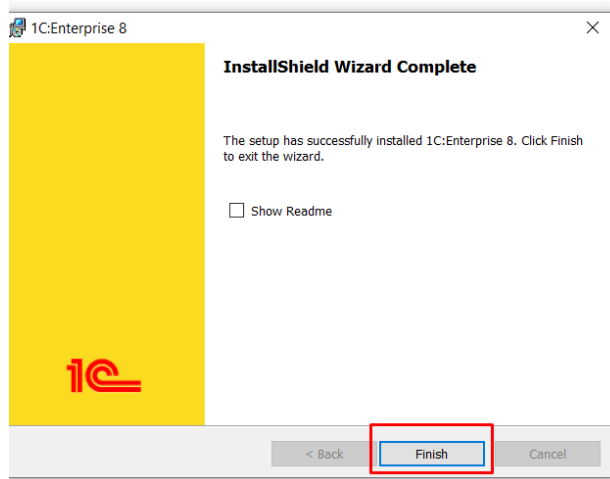 1C:Enterprise 8
InstallShield Wizard Complete
The setup has successfully installed 1C:Enterprise 8. Click Finish
to exit the wizard.
Show Readme
1C
< Back
Finish
Cancel